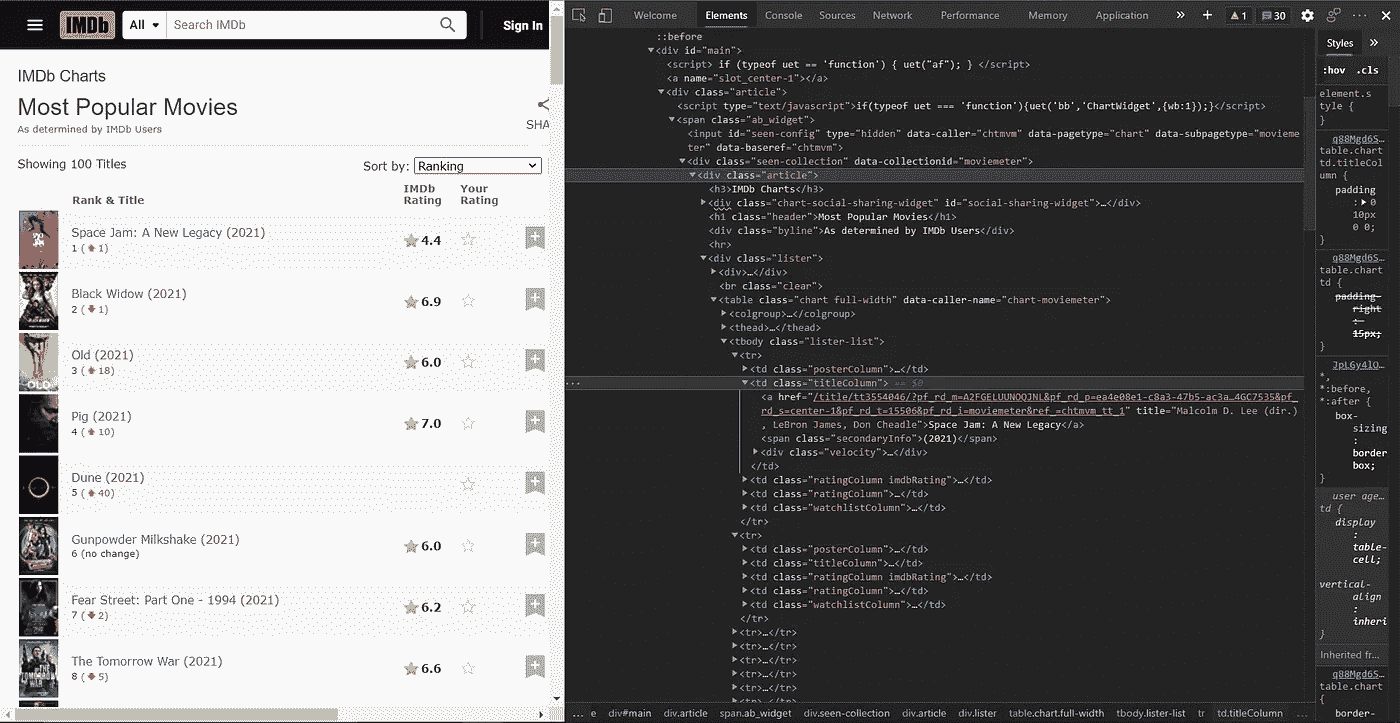 IMDb
All
Search IMDb
Sign In
IMDb Charts
Most Popular Movies
SHA
As determined by IMDb Users
Showing 100 Titles
Sort by: Ranking
Rank & Title
IMDb
Rating
Your
Rating
Space Jam: A New Legacy (2021)
1 ( 1)
4.4
Black Widow (2021)
2 ( 1)
6.9
Old (2021)
3 ( 18)
6.0
Pig (2021)
4 ( 10)
7.0
Dune (2021)
5 ( 40)
Gunpowder Milkshake (2021)
6 (no change)
6.0
Fear Street: Part One - 1994 (2021)
7 ( 2)
6.2
The Tomorrow War (2021)
8 ( 5)
6.6
Welcome Elements Console Sources Network Performance Memory Application » + 1 30
::before
<div id="main">
<script> if (typeof uet == 'function') { uet("af"); } </script>
<a name="slot_center-1"></a>
<div class="article">
<script type="text/javascript">if(typeof uet === 'function'){uet('bb','ChartWidget',{wb:1});}</script>
<span class="ab_widget">
<input id="seen-config" type="hidden" data-caller="chtmvm" data-pagetype="chart" data-subpagetype="movieme
ter" data-baseref="chtmvm">
<div class="seen-collection" data-collectionid="moviemeter">
<div class="article">
<h3>IMDb Charts</h3>
<div class="chart-social-sharing-widget" id="social-sharing-widget">…</div>
<h1 class="header">Most Popular Movies</h1>
<div class="byline">As determined by IMDb Users</div>
<hr>
<div class="lister">
<div>…</div>
<br class="clear">
<table class="chart full-width" data-caller-name="chart-moviemeter">
<colgroup>…</colgroup>
<thead>…</thead>
<tbody class="lister-list">
<tr>
<td class="posterColumn">…</td>
... <td class="titleColumn"> == $0
<a href="/title/tt3554046/?pf_rd_m=A2FGELUUNOQJNL&pf_rd_p=ea4e08e1-c8a3-47b5-ac3a…4GC7535&pf_
rd_s=center-1&pf_rd_t=15506&pf_rd_i=moviemeter&ref_=chtmvm_tt_1" title="Malcolm D. Lee (dir.)
, LeBron James, Don Cheadle">Space Jam: A New Legacy</a>
<span class="secondaryInfo">(2021)</span>
<div class="velocity">…</div>
</td>
<td class="ratingColumn imdbRating">…</td>
<td class="ratingColumn">…</td>
<td class="watchlistColumn">…</td>
</tr>
<tr>
<td class="posterColumn">…</td>
<td class="titleColumn">…</td>
<td class="ratingColumn imdbRating">…</td>
<td class="ratingColumn">…</td>
<td class="watchlistColumn">…</td>
</tr>
<tr>…</tr>
<tr>…</tr>
<tr>…</tr>
<tr>…</tr>
<tr>…</tr>
<tr>…</tr>
... e div#main div.article span.ab_widget div.seen-collection div.article div.lister table.chart.full-width tbody.lister-list tr td.titleColumn ...
Styles »
:hov .cls
element.s
tyle {
}
q88Mgd6S…
table.chart
td.titleCol
umn {
padding
: 0
10px
0 0;
}
q88Mgd6S…
table.chart
td {
padding-
right
:
15px;
}
JpL6y4lO…
*,
*:before,
*:after {
box-
sizing
:
border
box;
}
user age…
td {
display
:
table-
cell;
vertical-
align
:
inheri
}
Inherited fr…
q88Mgd6S…
table.chart
{
border-